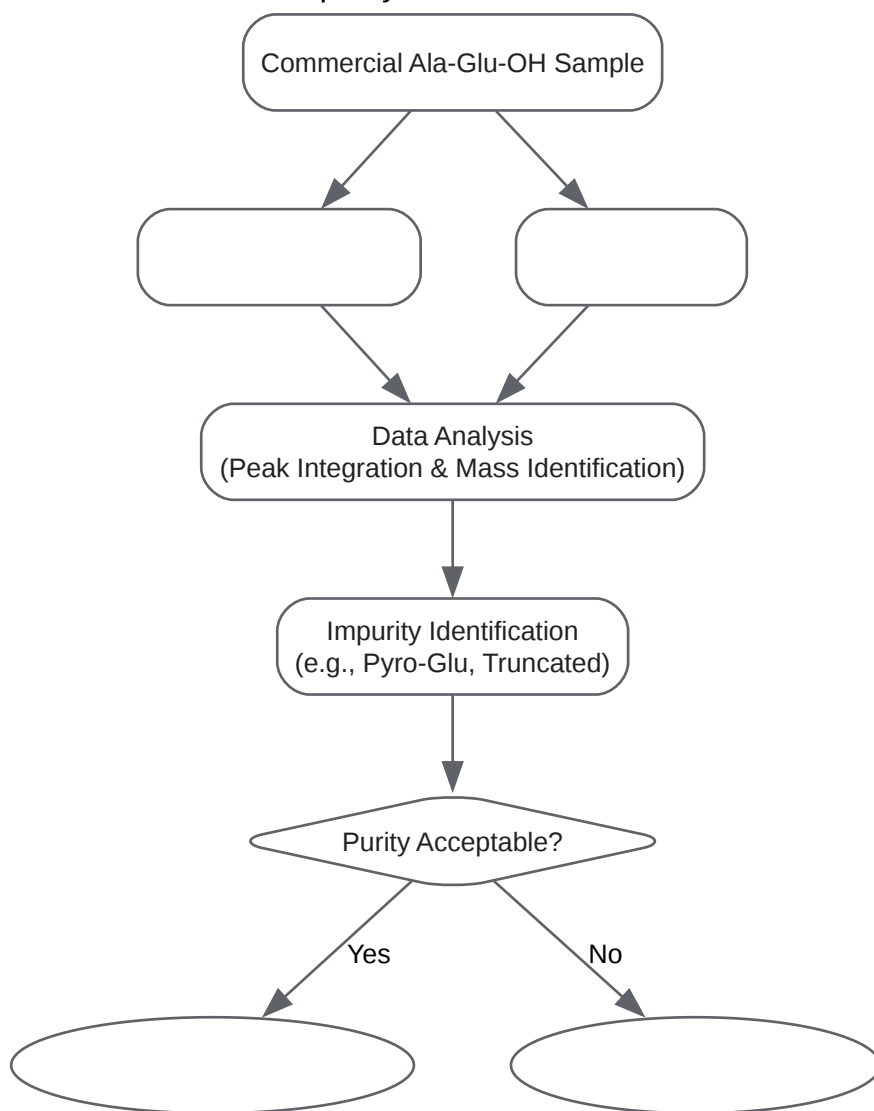 Commercial Ala-Glu-OH Sample
Data Analysis
(Peak Integration & Mass Identification)
Impurity Identification
(e.g., Pyro-Glu, Truncated)
Purity Acceptable?
Yes
No